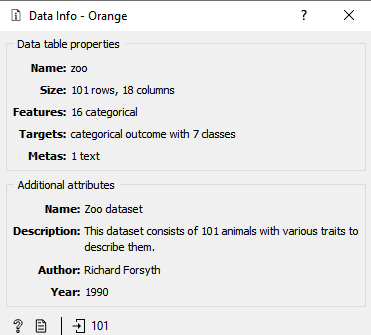 Data Info - Orange
Data table properties
Name: zoo
Size: 101 rows, 18 columns
Features: 16 categorical
Targets: categorical outcome with 7 classes
Metas: 1 text
Additional attributes
Name: Zoo dataset
Description: This dataset consists of 101 animals with various traits to
describe them.
Author: Richard Forsyth
Year: 1990
101